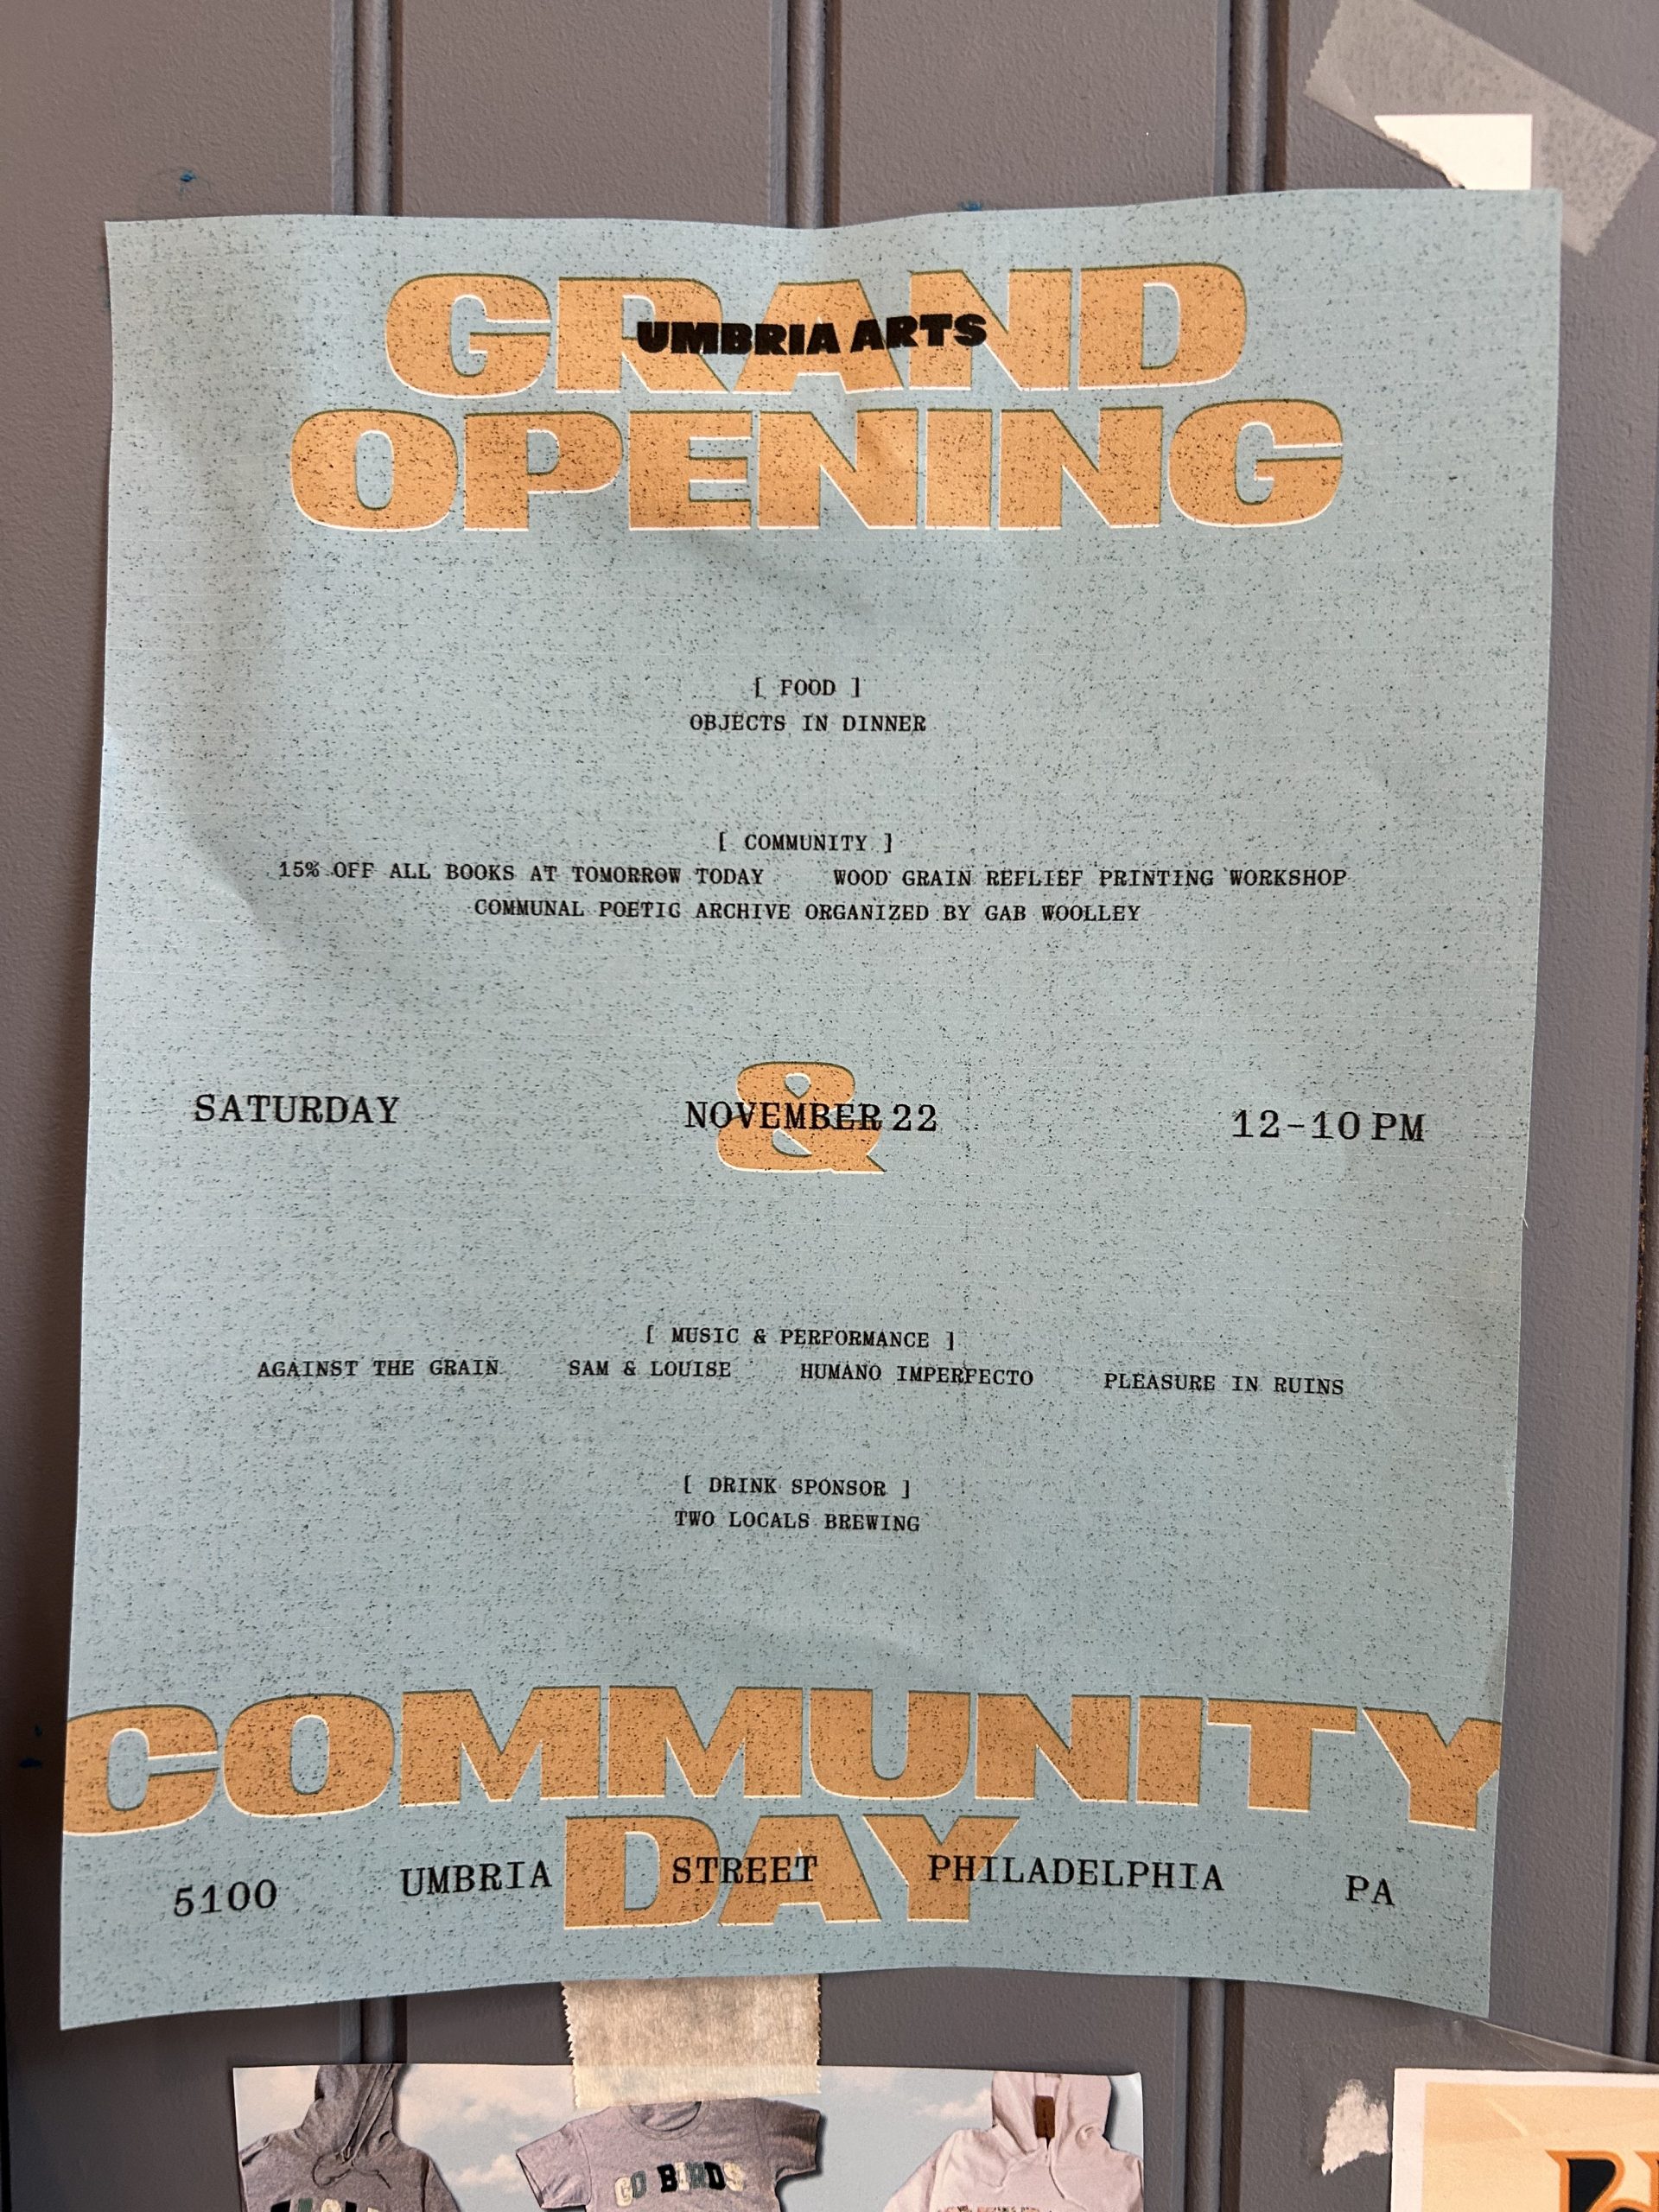 GRAND
UMBRIA ARTS
OPENING
[ FOOD ]
OBJECTS IN DINNER
[ COMMUNITY ]
15% OFF ALL BOOKS AT TOMORROW TODAY WOOD GRAIN REFLIEF PRINTING WORKSHOP
COMMUNAL POETIC ARCHIVE ORGANIZED BY GAB WOOLLEY
&
SATURDAY NOVEMBER 22 12-10 PM
[ MUSIC & PERFORMANCE ]
AGAINST THE GRAIN SAM & LOUISE HUMANO IMPERFECTO PLEASURE IN RUINS
[ DRINK SPONSOR ]
TWO LOCALS BREWING
COMMUNITY
DAY
5100 UMBRIA STREET PHILADELPHIA PA
GO BIRDS